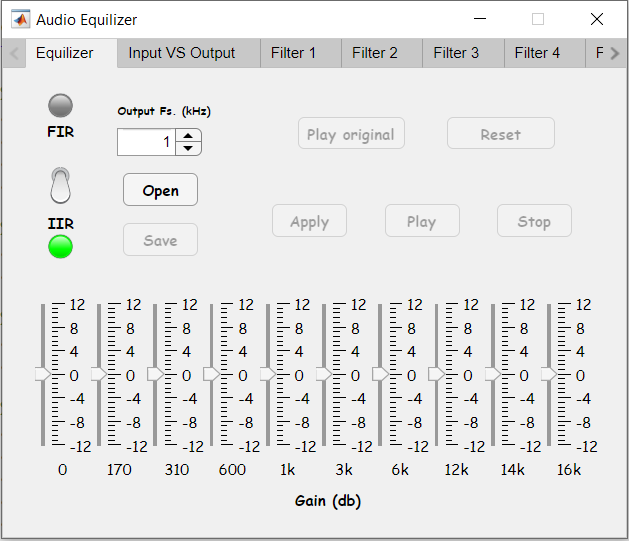 Audio Equilizer
Equilizer Input VS Output Filter 1 Filter 2 Filter 3 Filter 4 F
Output Fs. (kHz)
FIR
1
Play original Reset
Open
Apply Play Stop
IIR
Save
12 12 12 12 12 12 12 12 12 12
8 8 8 8 8 8 8 8 8 8
4 4 4 4 4 4 4 4 4 4
0 0 0 0 0 0 0 0 0 0
-4 -4 -4 -4 -4 -4 -4 -4 -4 -4
-8 -8 -8 -8 -8 -8 -8 -8 -8 -8
-12 -12 -12 -12 -12 -12 -12 -12 -12 -12
0 170 310 600 1k 3k 6k 12k 14k 16k
Gain (db)